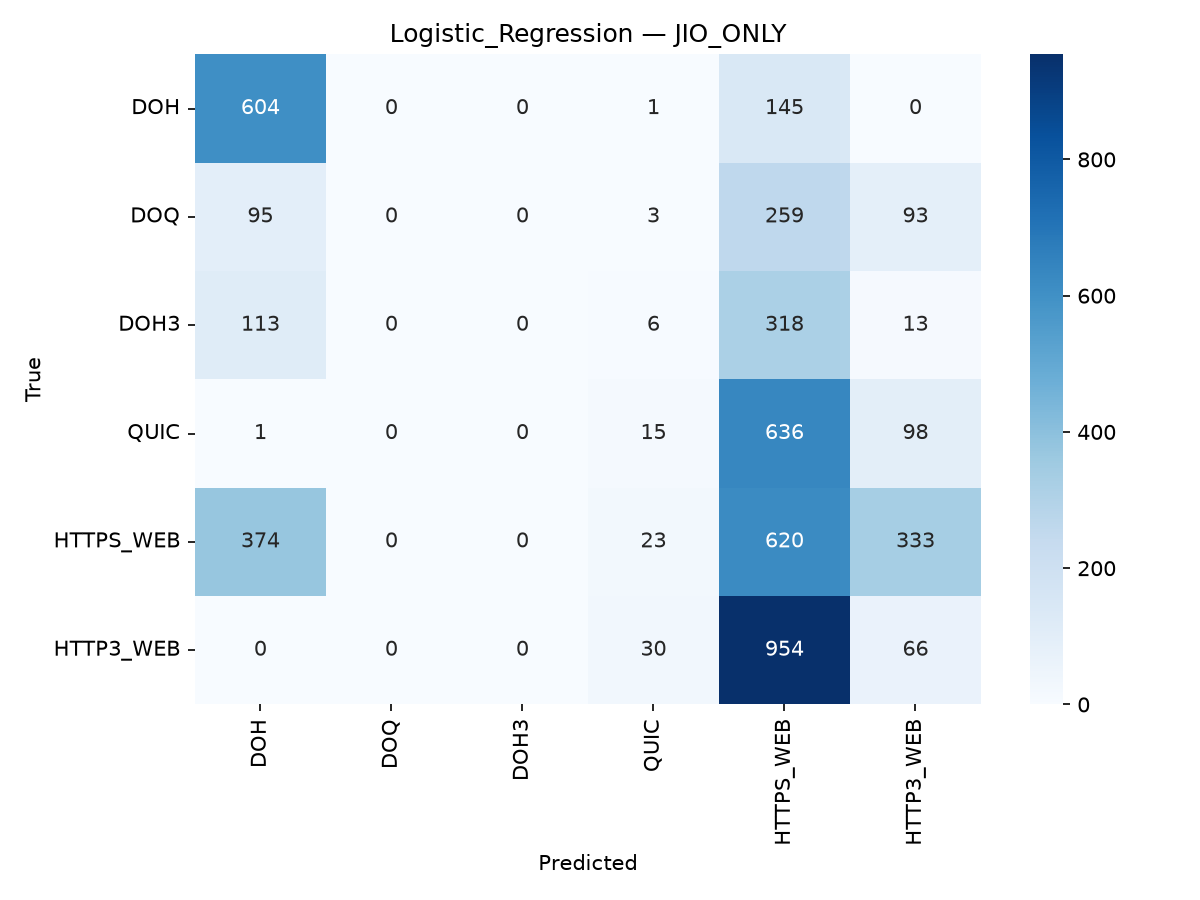 Logistic_Regression — JIO_ONLY
DOH 604 0 0 1 145 0
DOQ 95 0 0 3 259 93
DOH3 113 0 0 6 318 13
QUIC 1 0 0 15 636 98
HTTPS_WEB 374 0 0 23 620 333
HTTP3_WEB 0 0 0 30 954 66
True
DOH DOQ DOH3 QUIC HTTPS_WEB HTTP3_WEB
Predicted
800
600
400
200
0